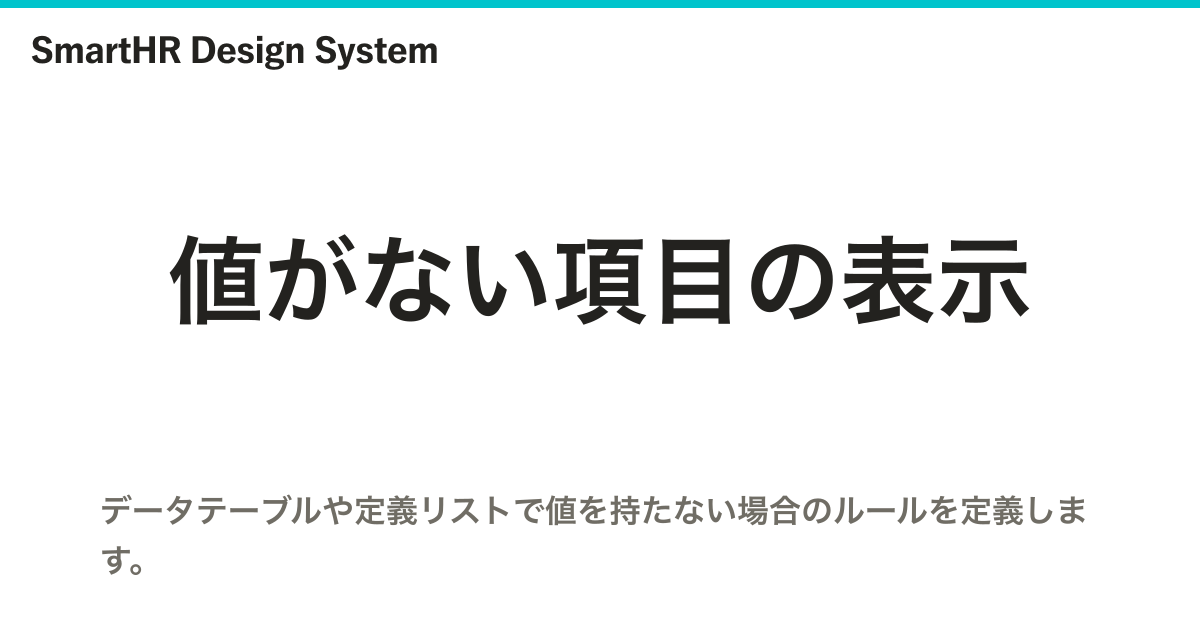 SmartHR Design System
値がない項目の表示
データテーブルや定義リストで値を持たない場合のルールを定義しま
す。